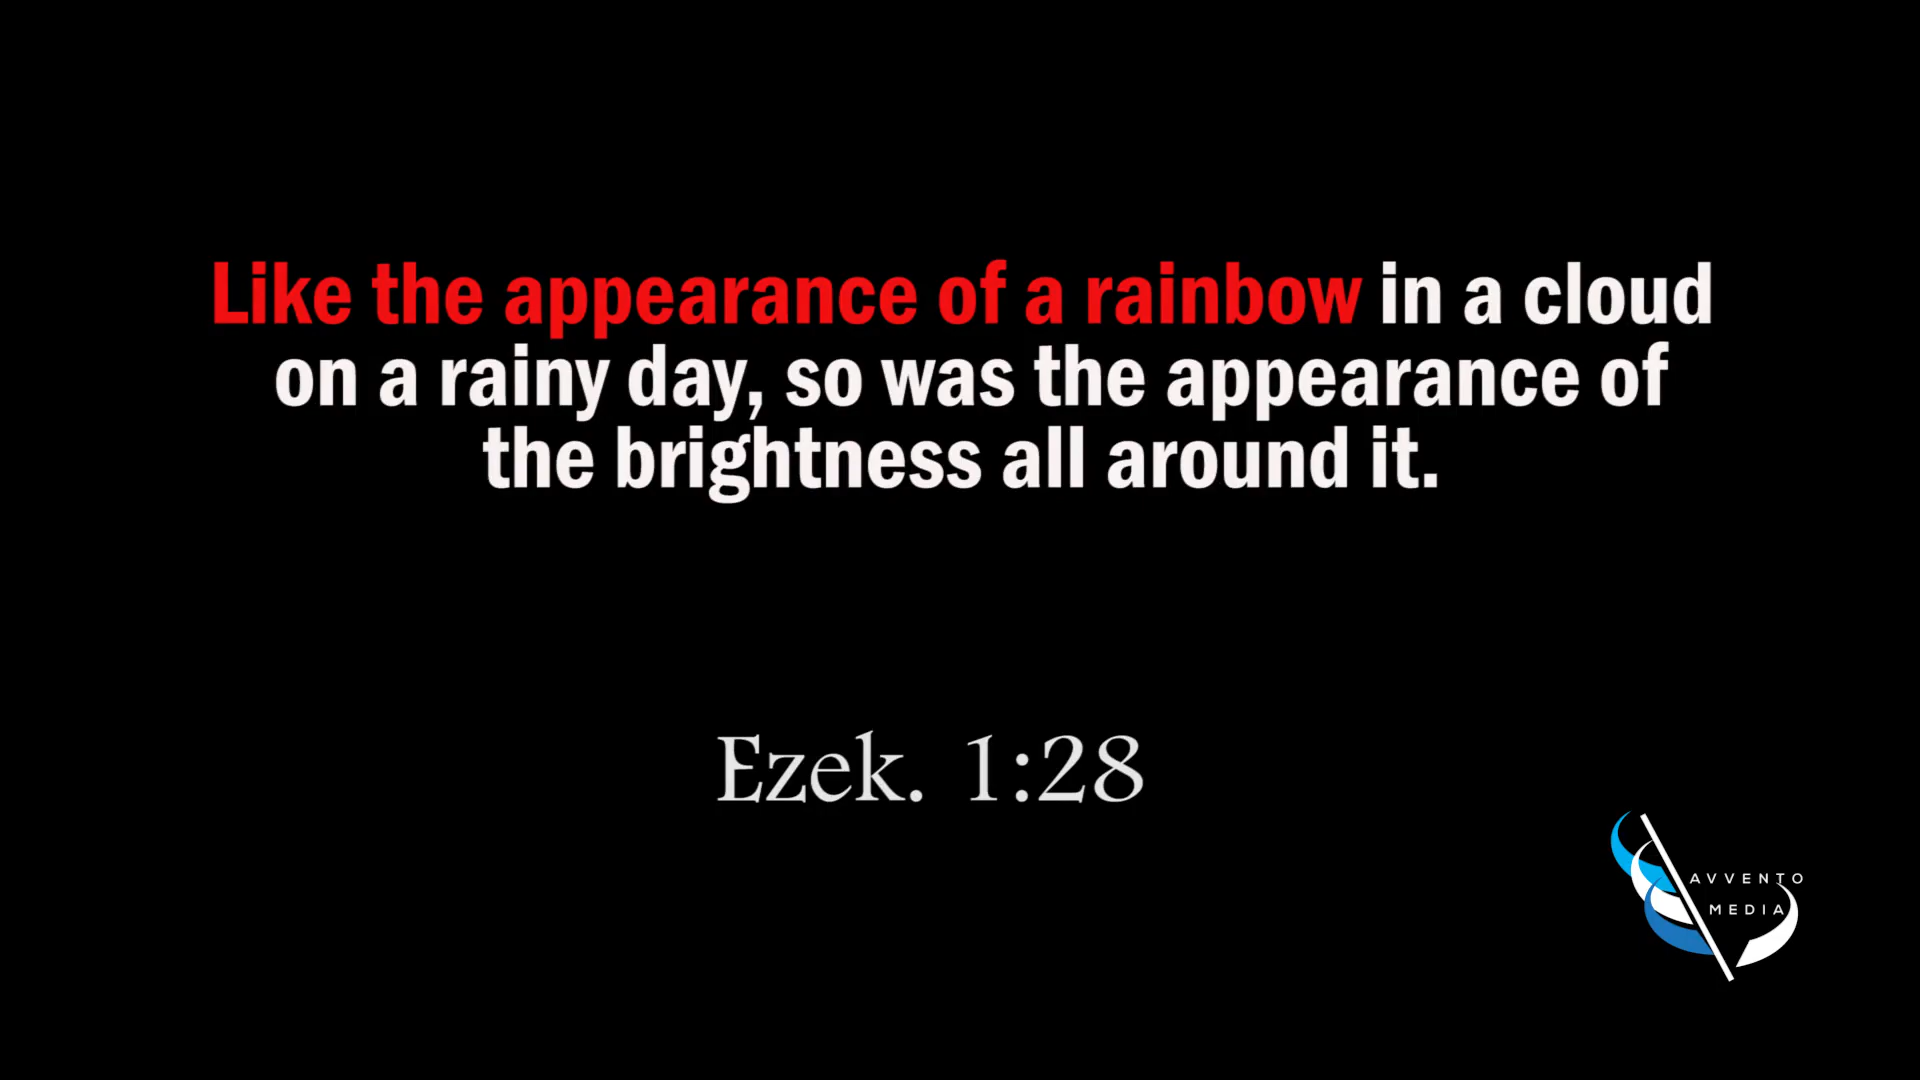 Like the appearance of a rainbow in a cloud
on a rainy day, so was the appearance of
the brightness all around it.
Ezek. 1:28
AVVENTO
MEDIA